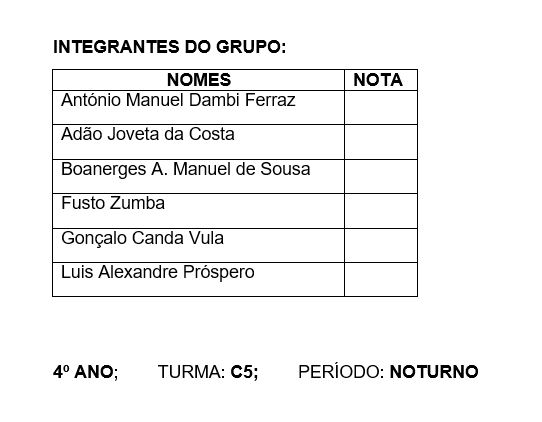 INTEGRANTES DO GRUPO:
NOMES NOTA
António Manuel Dambi Ferraz
Adão Joveta da Costa
Boanerges A. Manuel de Sousa
Fusto Zumba
Gonçalo Canda Vula
Luis Alexandre Próspero
4º ANO; TURMA: C5; PERÍODO: NOTURNO